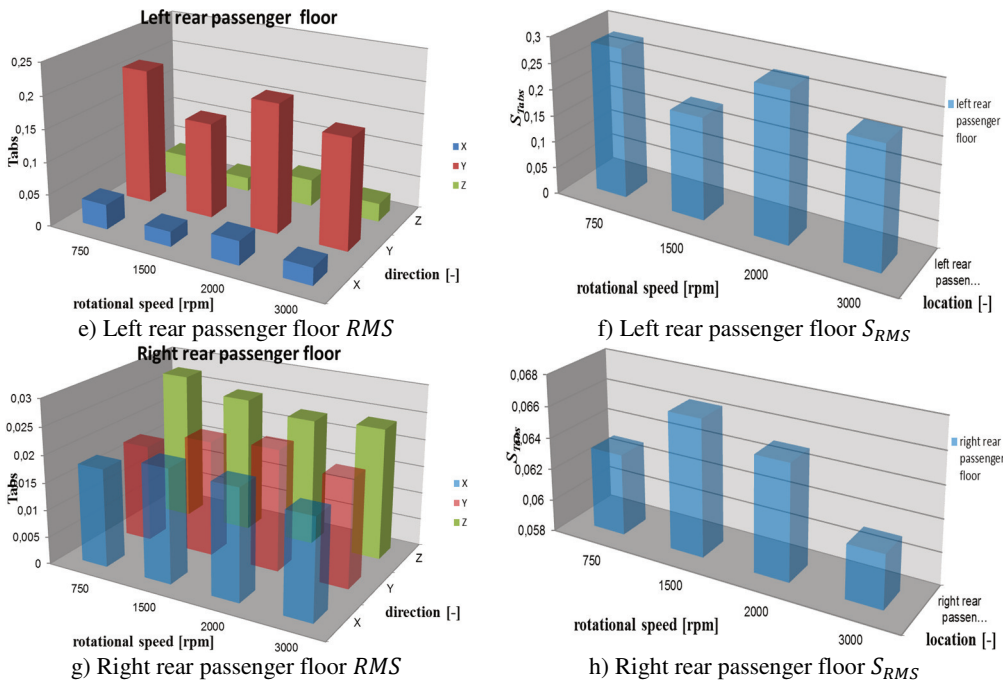 Left rear passenger floor
0,25
0,2
0,15
0,1
0,05
0
Tabs
750
1500
2000
3000
rotational speed [rpm]
X
Y
Z
direction [-]
X
Y
Z
e) Left rear passenger floor RMS
0,3
0,25
0,2
0,15
0,1
0,05
0
S_Tabs
750
1500
2000
3000
rotational speed [rpm]
left rear
passen...
location [-]
left rear
passenger
floor
f) Left rear passenger floor S_RMS
Right rear passenger floor
0,03
0,025
0,02
0,015
0,01
0,005
0
Tabs
750
1500
2000
3000
rotational speed [rpm]
X
Y
Z
direction [-]
X
Y
Z
g) Right rear passenger floor RMS
0,068
0,066
0,064
0,062
0,06
0,058
S_Tabs
750
1500
2000
3000
rotational speed [rpm]
right rear
passen...
location [-]
right rear
passenger
floor
h) Right rear passenger floor S_RMS